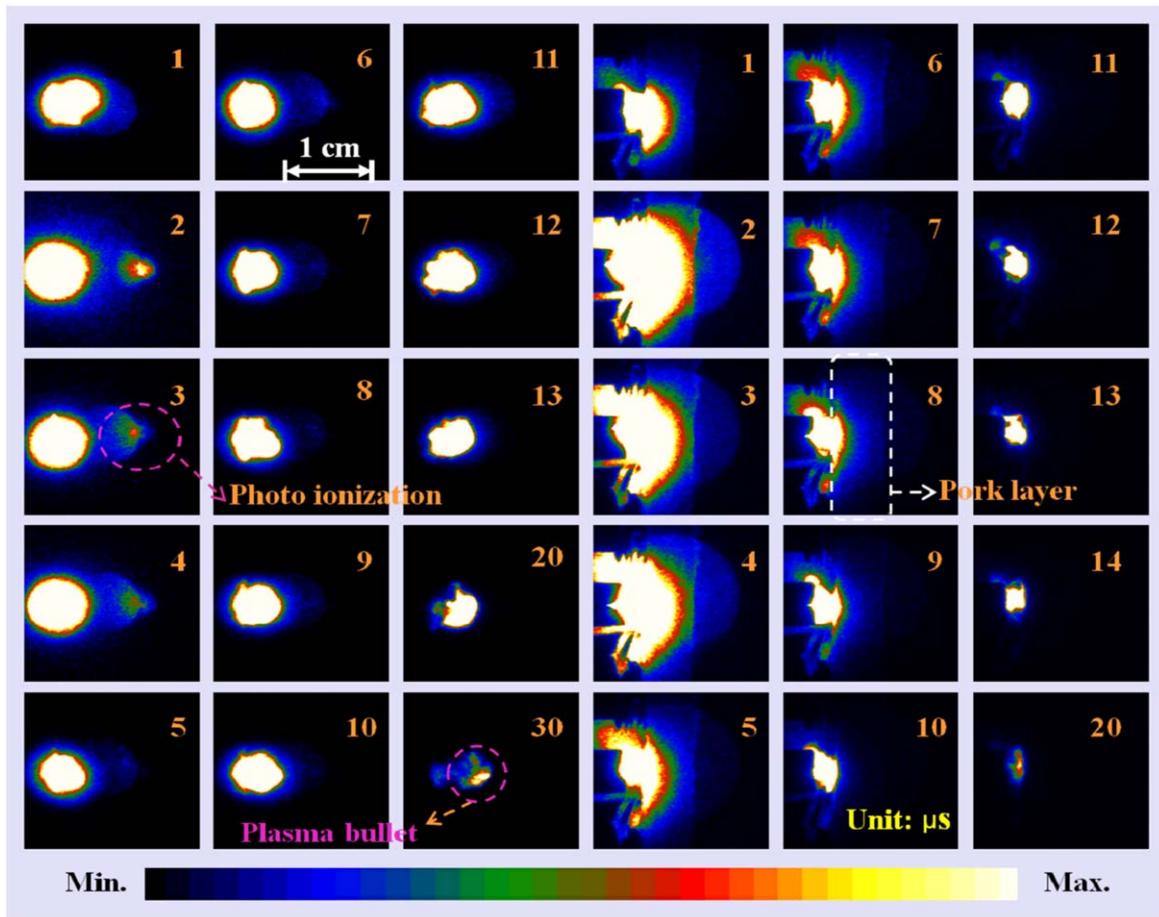 1 6 11 1 6 11
1 cm
2 7 12 2 7 12
3 8 13 3 8 13
Photo ionization Pork layer
4 9 20 4 9 14
5 10 30 5 10 20
Plasma bullet Unit: μs
Min. Max.